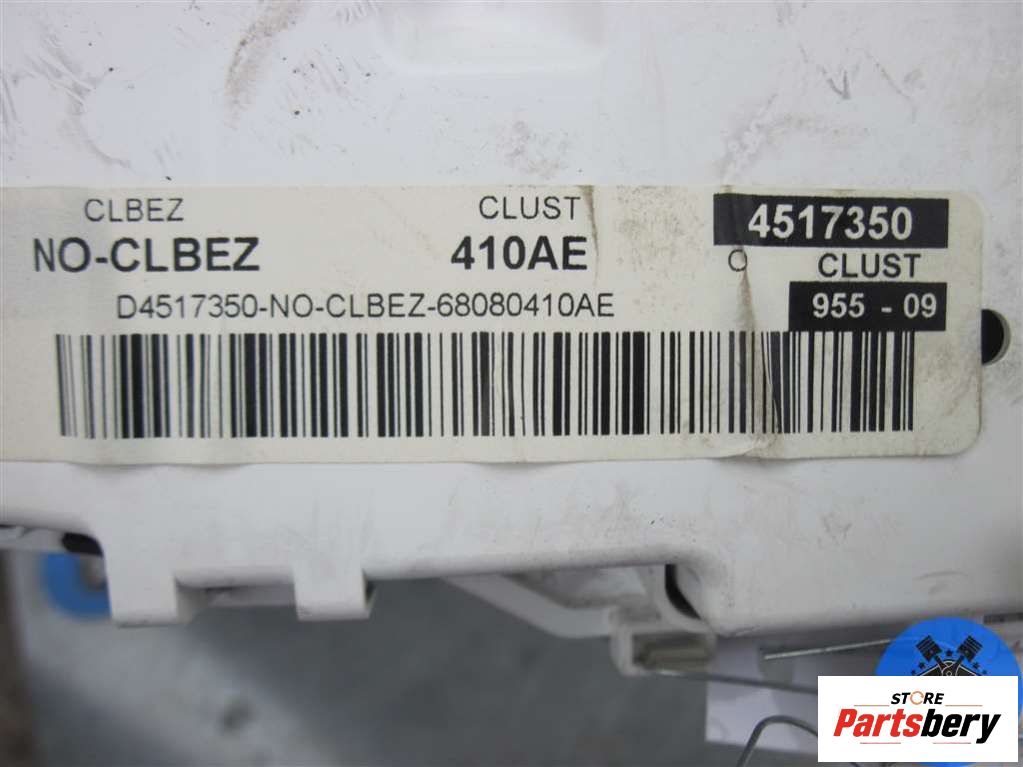 CLBEZ CLUST 4517350
NO-CLBEZ 410AE CLUST
D4517350-NO-CLBEZ-68080410AE 955 - 09
STORE
Partsbery